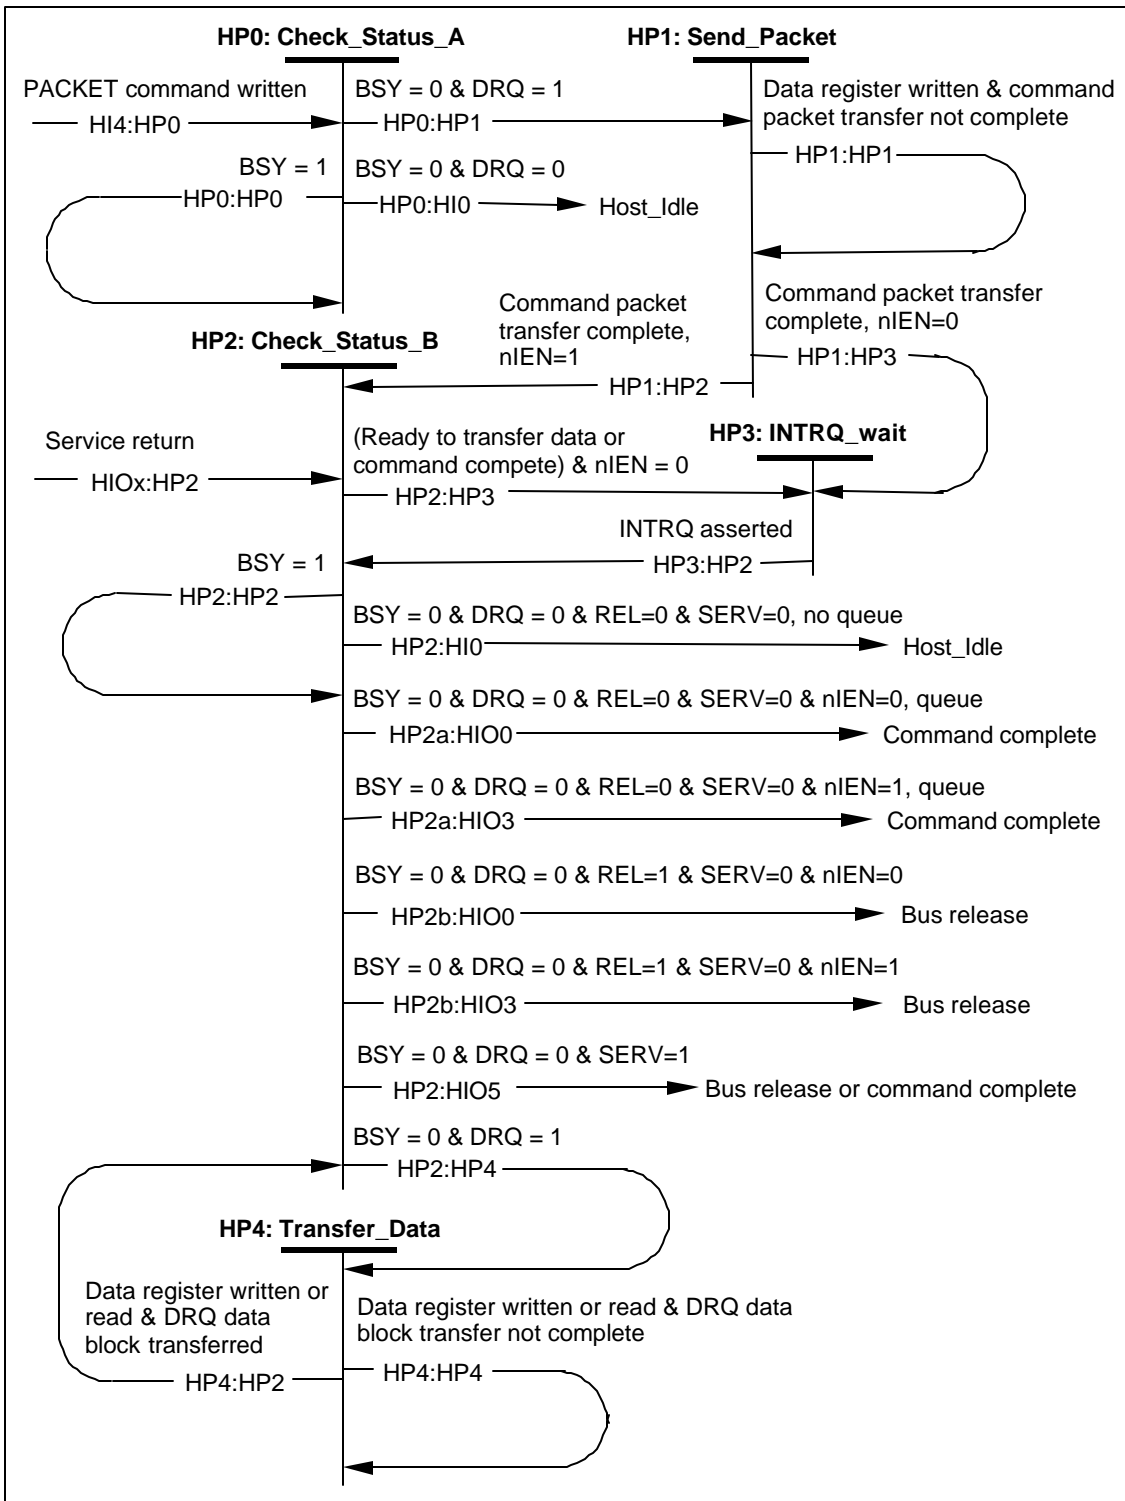 HP0: Check_Status_A
HP1: Send_Packet
PACKET command written
BSY = 0 & DRQ = 1
Data register written & command
packet transfer not complete
HI4:HP0
HP0:HP1
HP1:HP1
BSY = 1
BSY = 0 & DRQ = 0
HP0:HP0
HP0:HI0
Host_Idle
Command packet
transfer complete,
nIEN=1
Command packet transfer
complete, nIEN=0
HP2: Check_Status_B
HP1:HP3
HP1:HP2
Service return
(Ready to transfer data or
command compete) & nIEN = 0
HP3: INTRQ_wait
HIOx:HP2
HP2:HP3
INTRQ asserted
BSY = 1
HP3:HP2
HP2:HP2
BSY = 0 & DRQ = 0 & REL=0 & SERV=0, no queue
HP2:HI0
Host_Idle
BSY = 0 & DRQ = 0 & REL=0 & SERV=0 & nIEN=0, queue
HP2a:HIO0
Command complete
BSY = 0 & DRQ = 0 & REL=0 & SERV=0 & nIEN=1, queue
HP2a:HIO3
Command complete
BSY = 0 & DRQ = 0 & REL=1 & SERV=0 & nIEN=0
HP2b:HIO0
Bus release
BSY = 0 & DRQ = 0 & REL=1 & SERV=0 & nIEN=1
HP2b:HIO3
Bus release
BSY = 0 & DRQ = 0 & SERV=1
HP2:HIO5
Bus release or command complete
BSY = 0 & DRQ = 1
HP2:HP4
HP4: Transfer_Data
Data register written or
read & DRQ data
block transferred
Data register written or read & DRQ data
block transfer not complete
HP4:HP2
HP4:HP4